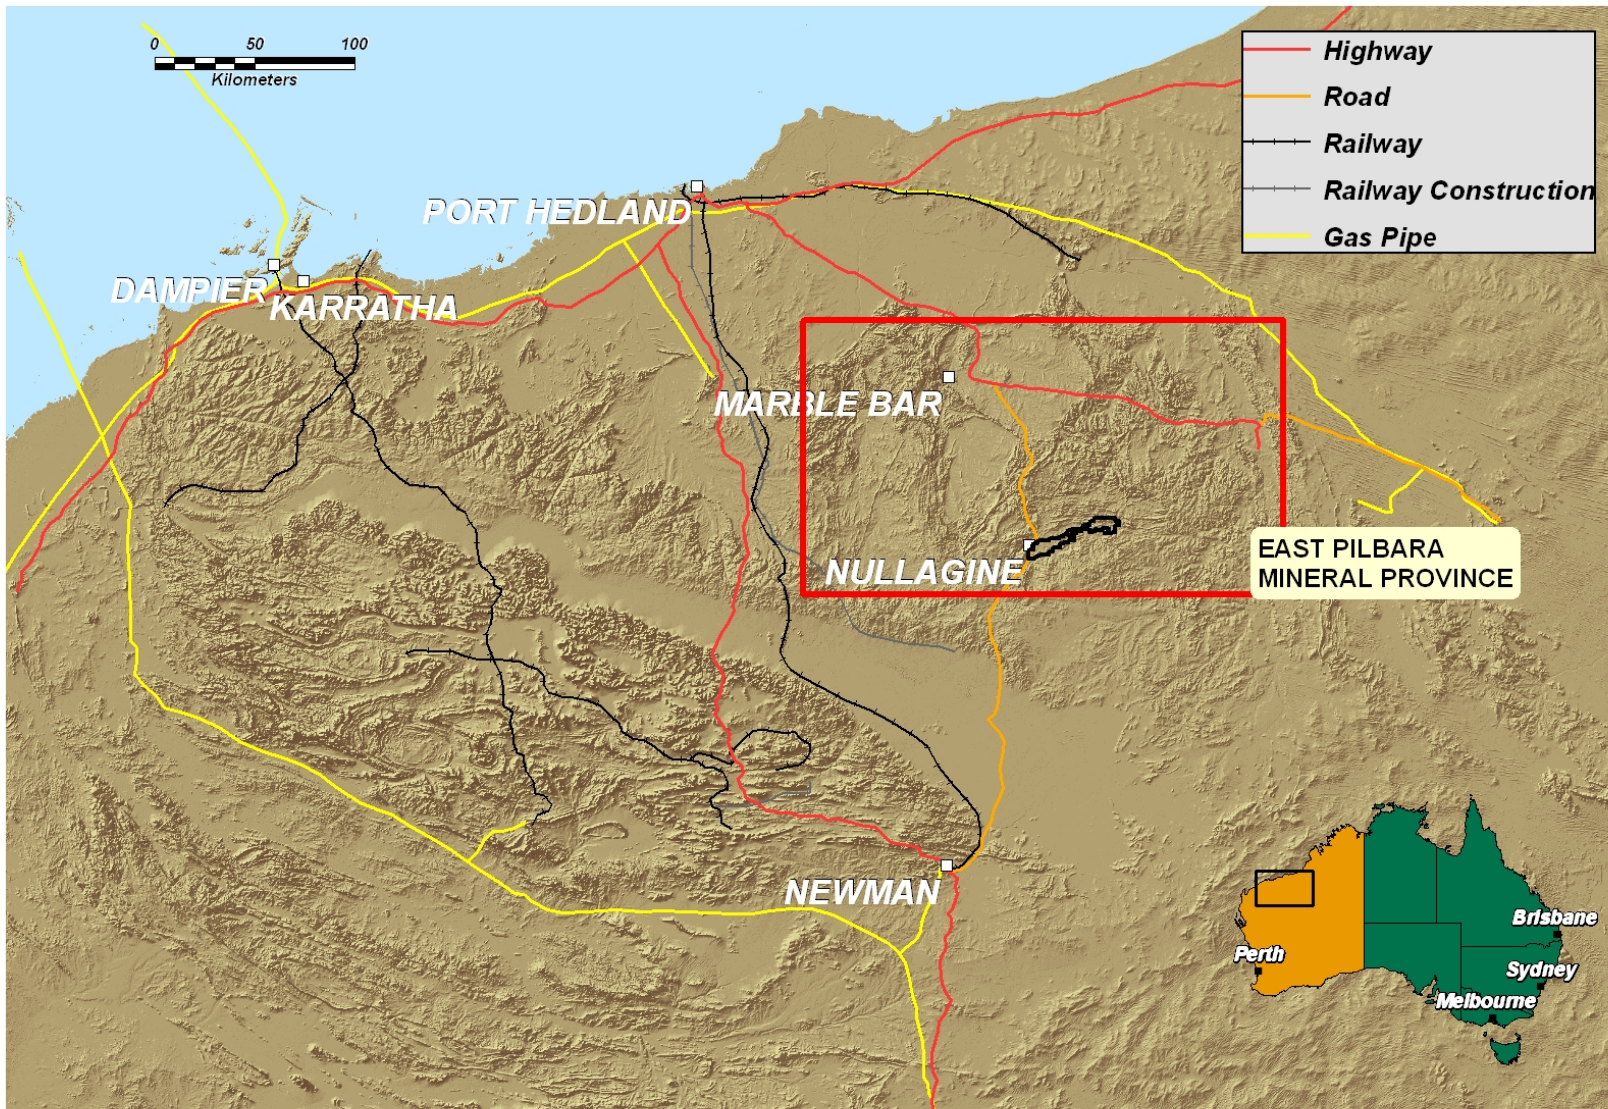 0 50 100
Kilometers
Highway
Road
Railway
Railway Construction
Gas Pipe
PORT HEDLAND
DAMPIER
KARRATHA
MARBLE BAR
NULLAGINE
EAST PILBARA
MINERAL PROVINCE
NEWMAN
Brisbane
Perth
Sydney
Melbourne